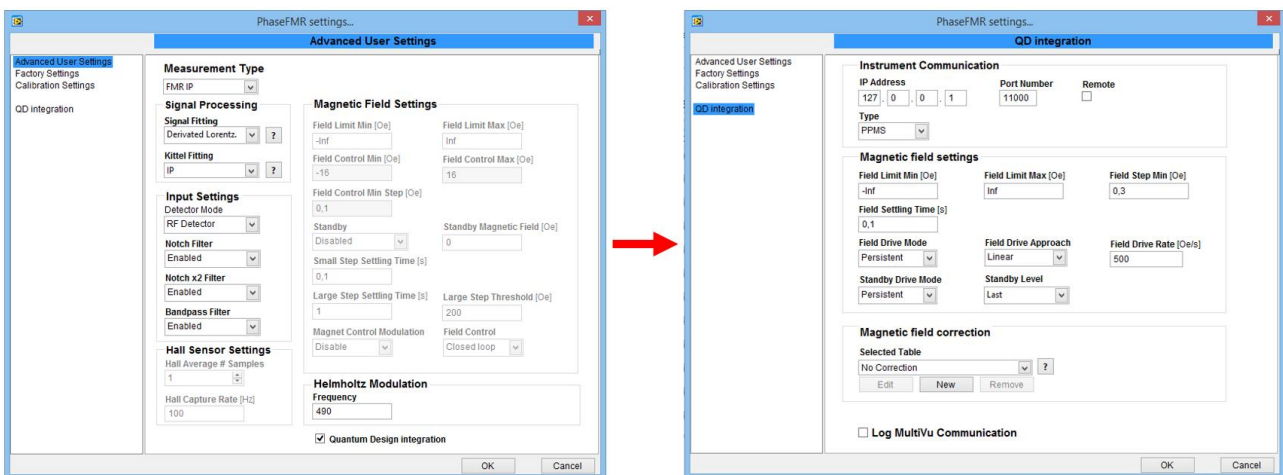 PhaseFMR settings...
Advanced User Settings
Advanced User Settings
Factory Settings
Calibration Settings
QD integration
Measurement Type
FMR IP
Signal Processing
Signal Fitting
Derivated Lorentz. ?
Kittel Fitting
IP ?
Input Settings
Detector Mode
RF Detector
Notch Filter
Enabled
Notch x2 Filter
Enabled
Bandpass Filter
Enabled
Hall Sensor Settings
Hall Average # Samples
1
Hall Capture Rate [Hz]
100
Magnetic Field Settings
Field Limit Min [Oe] Field Limit Max [Oe]
-Inf Inf
Field Control Min [Oe] Field Control Max [Oe]
-16 16
Field Control Min Step [Oe]
0,1
Standby Standby Magnetic Field [Oe]
Disabled 0
Small Step Settling Time [s]
0,1
Large Step Settling Time [s] Large Step Threshold [Oe]
1 200
Magnet Control Modulation Field Control
Disable Closed loop
Helmholtz Modulation
Frequency
490
Quantum Design integration
OK Cancel
PhaseFMR settings...
QD integration
Advanced User Settings
Factory Settings
Calibration Settings
QD integration
Instrument Communication
IP Address Port Number Remote
127 . 0 . 0 . 1 11000
Type
PPMS
Magnetic field settings
Field Limit Min [Oe] Field Limit Max [Oe] Field Step Min [Oe]
-Inf Inf 0,3
Field Settling Time [s]
0,1
Field Drive Mode Field Drive Approach Field Drive Rate [Oe/s]
Persistent Linear 500
Standby Drive Mode Standby Level
Persistent Last
Magnetic field correction
Selected Table
No Correction ?
Edit New Remove
Log MultiVu Communication
OK Cancel